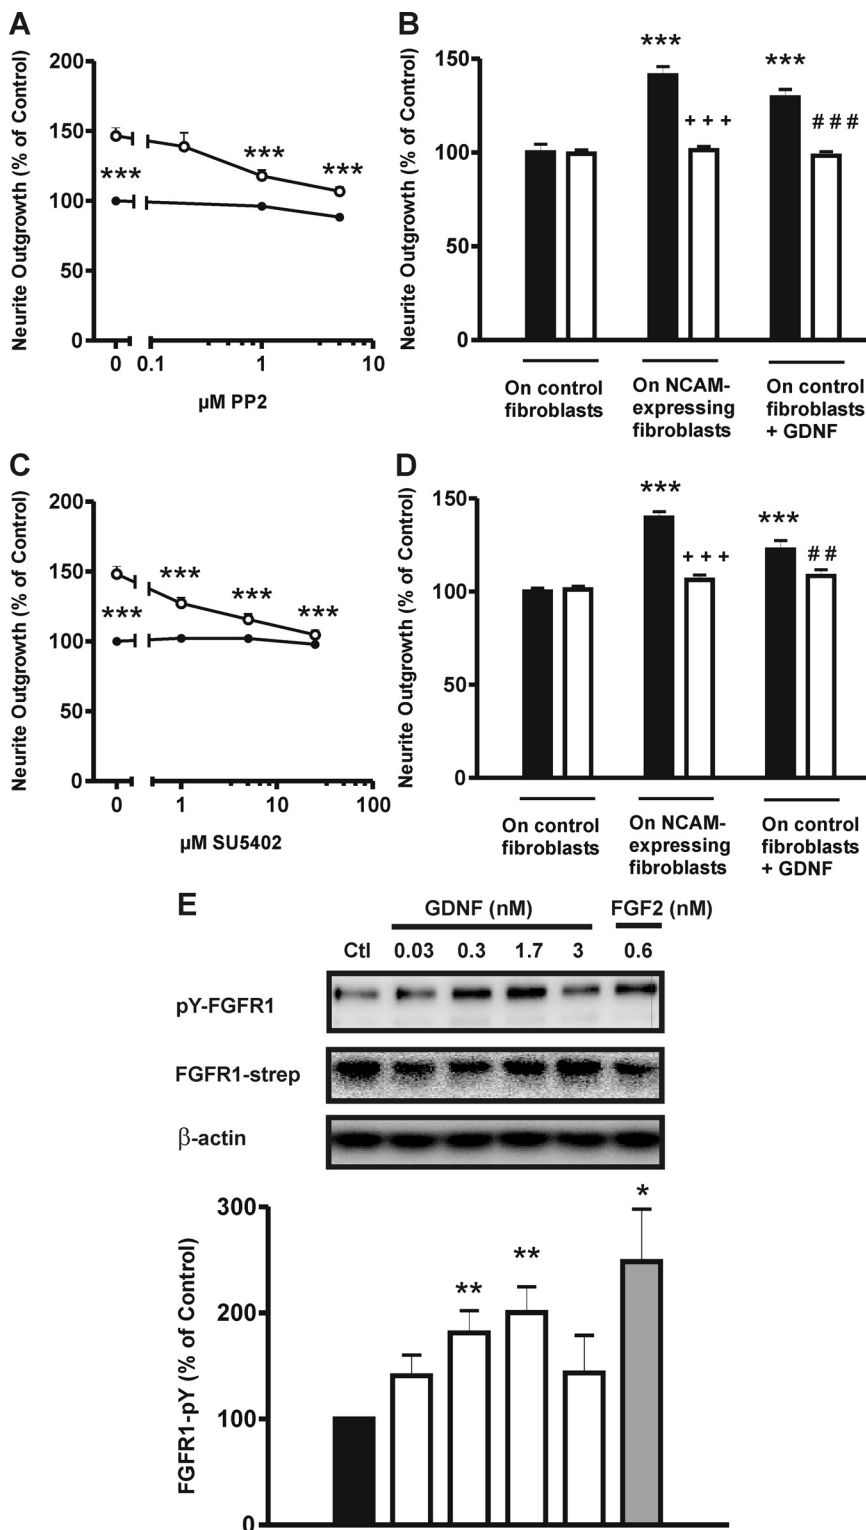 A
Neurite Outgrowth (% of Control)
200
150
100
50
0
***
***
***
0
0.1
1
10
µM PP2
B
Neurite Outgrowth (% of Control)
150
100
50
0
***
+ + +
***
# # #
On control
fibroblasts
On NCAM-
expressing
fibroblasts
On control
fibroblasts
+ GDNF
C
Neurite Outgrowth (% of Control)
200
150
100
50
0
***
***
***
***
0
1
10
100
µM SU5402
D
Neurite Outgrowth (% of Control)
150
100
50
0
***
+ + +
***
# #
On control
fibroblasts
On NCAM-
expressing
fibroblasts
On control
fibroblasts
+ GDNF
E
GDNF (nM)
FGF2 (nM)
Ctl
0.03
0.3
1.7
3
0.6
pY-FGFR1
FGFR1-strep
β-actin
FGFR1-pY (% of Control)
300
200
100
0
**
**
*